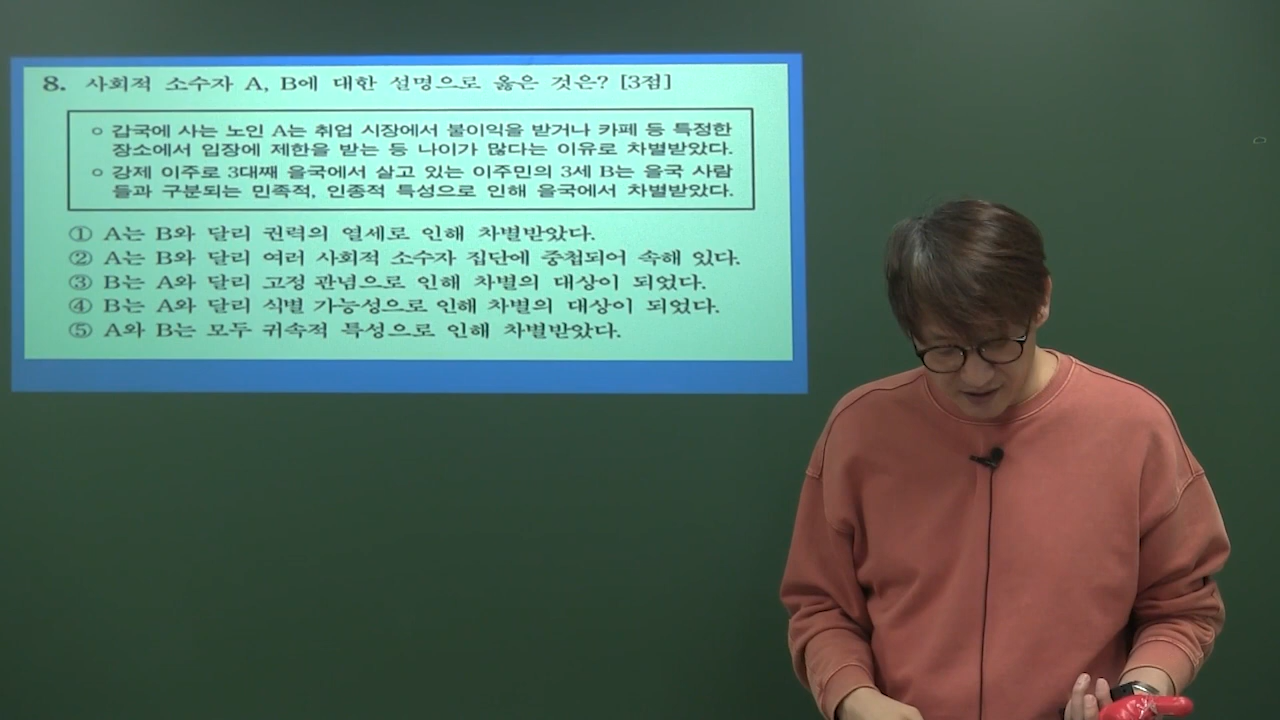 8. 사회적 소수자 A, B에 대한 설명으로 옳은 것은? [3점]
○ 갑국에 사는 노인 A는 취업 시장에서 불이익을 받거나 카페 등 특정한
장소에서 입장에 제한을 받는 등 나이가 많다는 이유로 차별받았다.
○ 강제 이주로 3대째 을국에서 살고 있는 이주민의 3세 B는 을국 사람
들과 구분되는 민족적, 인종적 특성으로 인해 을국에서 차별받았다.
① A는 B와 달리 권력의 열세로 인해 차별받았다.
② A는 B와 달리 여러 사회적 소수자 집단에 중첩되어 속해 있다.
③ B는 A와 달리 고정 관념으로 인해 차별의 대상이 되었다.
④ B는 A와 달리 식별 가능성으로 인해 차별의 대상이 되었다.
⑤ A와 B는 모두 귀속적 특성으로 인해 차별받았다.